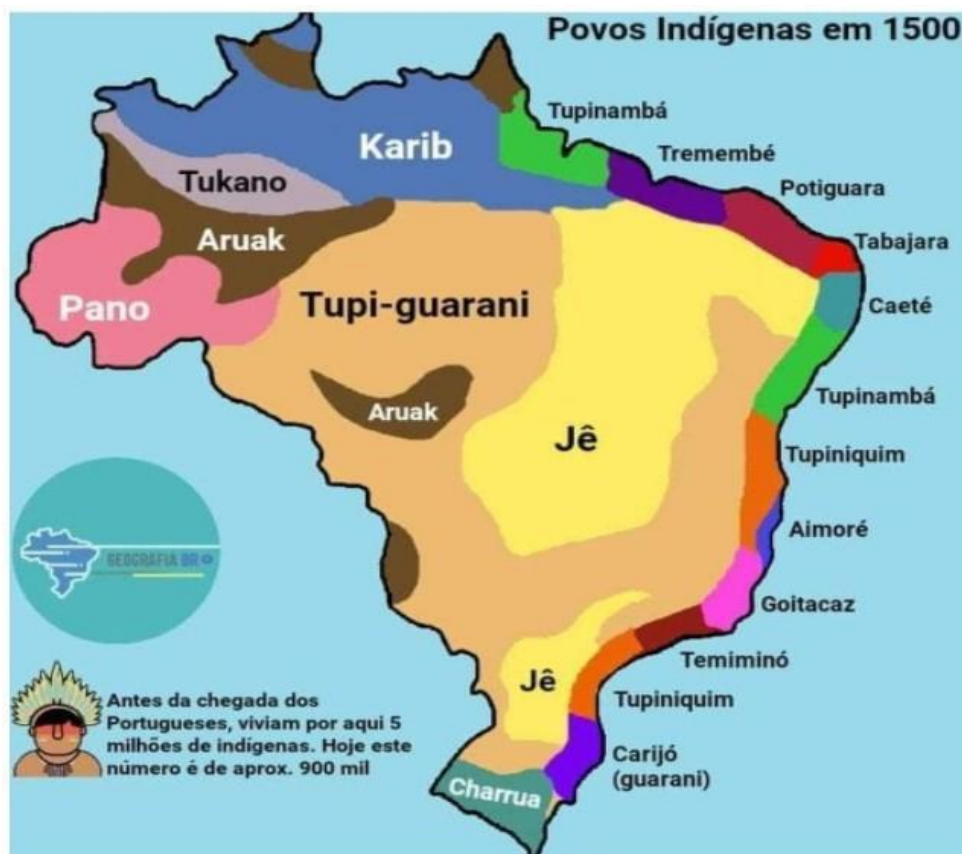 Povos Indígenas em 1500
Tupinambá
Karib
Tremembé
Tukano
Potiguara
Aruak
Tabajara
Pano
Tupi-guarani
Caeté
Aruak
Tupinambá
Jê
Tupiniquim
Aimoré
GEOGRAFIA BR
Goitacaz
Temiminó
Jê
Tupiniquim
Antes da chegada dos
Portugueses, viviam por aqui 5
milhões de indígenas. Hoje este
número é de aprox. 900 mil
Carijó
(guarani)
Charrua